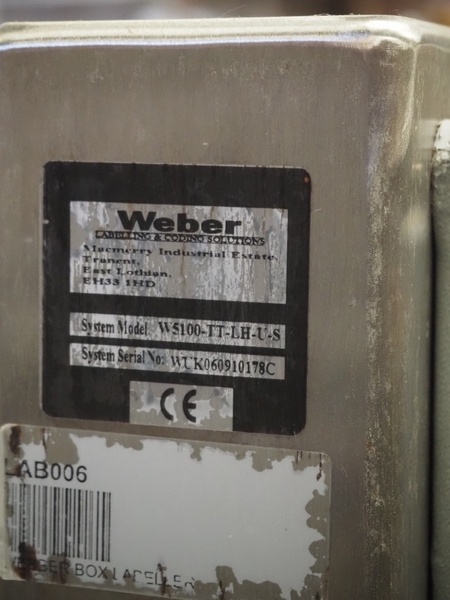 Weber
LABELLING & CODING SOLUTIONS
Macmerry Industrial Estate,
Tranent,
East Lothian,
EH33 1HD
System Model: W5100-TT-LH-U-S
System Serial No: WUK060910178C
CE
AB006
BOX LABELLER